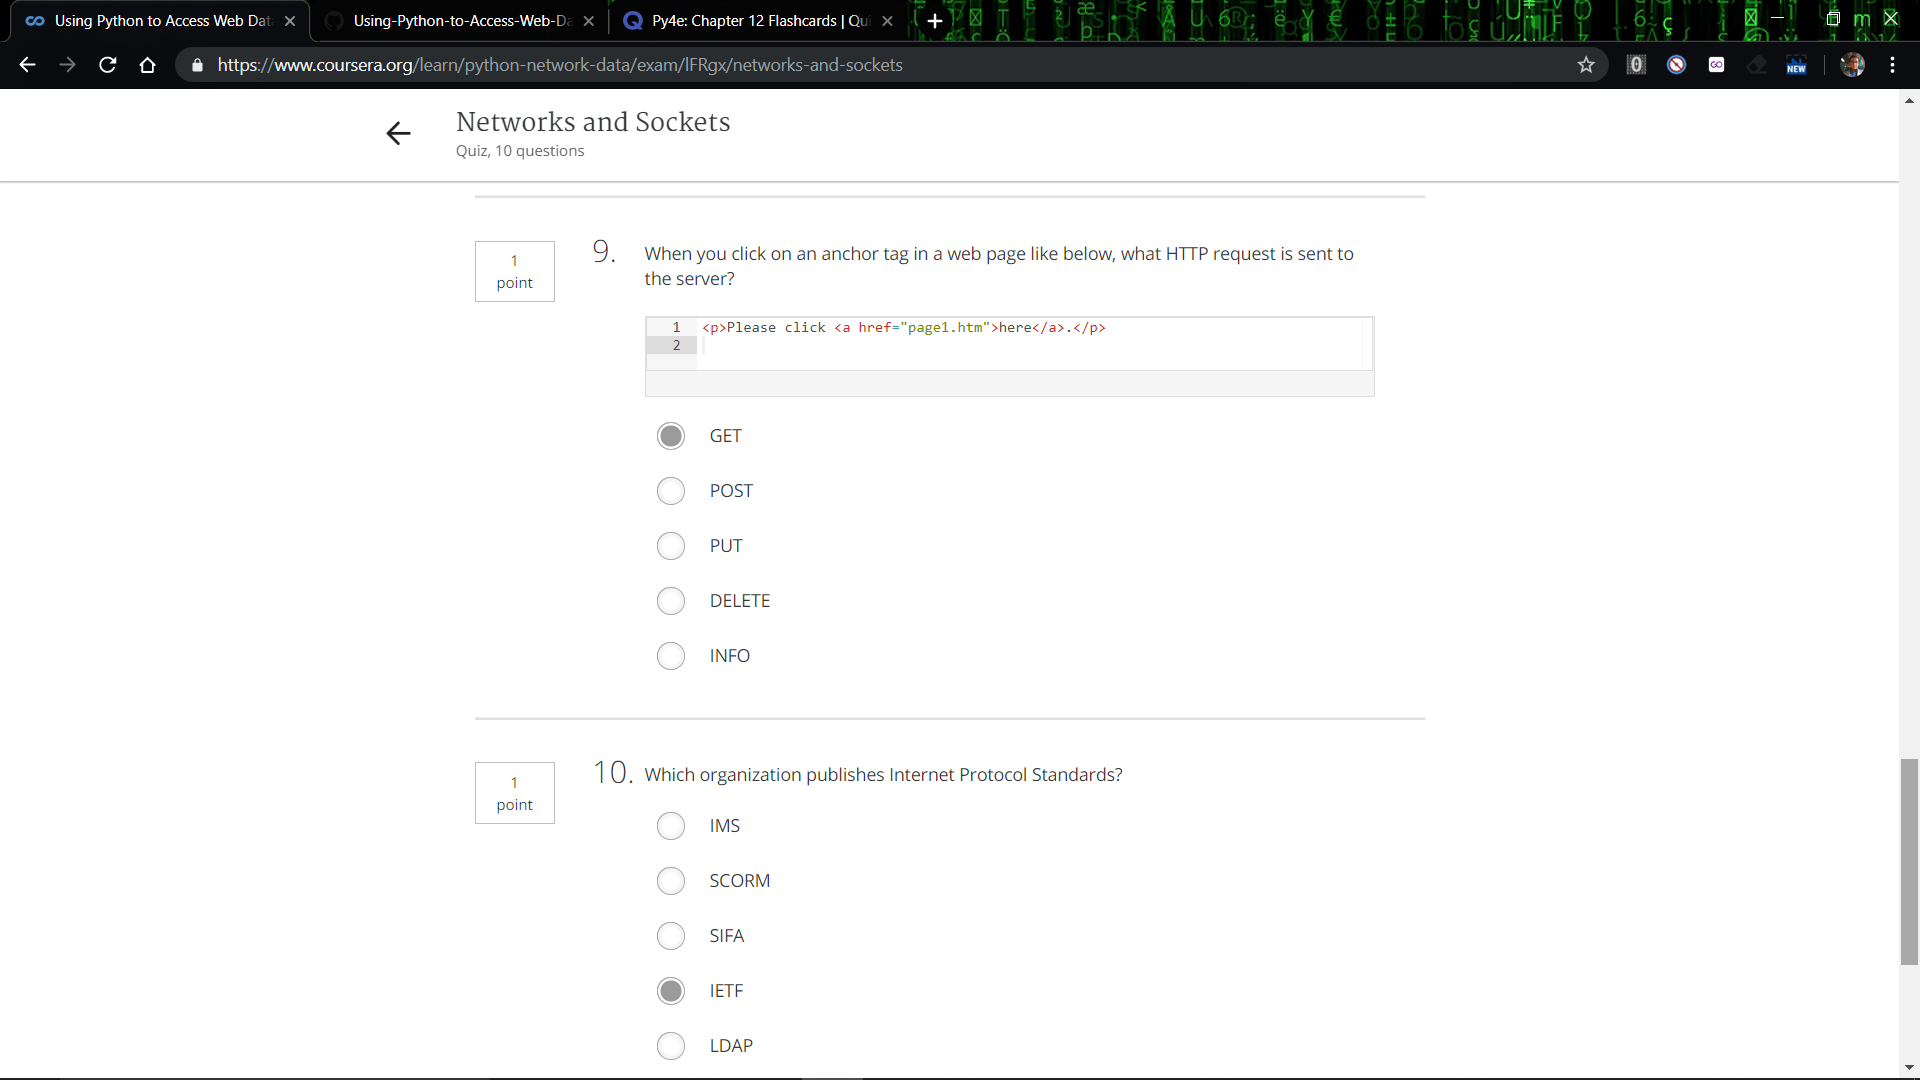 Using Python to Access Web Dat
Using-Python-to-Access-Web-Da
Py4e: Chapter 12 Flashcards | Qui
https://www.coursera.org/learn/python-network-data/exam/lFRgx/networks-and-sockets
NEW
Networks and Sockets
Quiz, 10 questions
1
point
9.
When you click on an anchor tag in a web page like below, what HTTP request is sent to
the server?
1 <p>Please click <a href="page1.htm">here</a>.</p>
2
GET
POST
PUT
DELETE
INFO
1
point
10.
Which organization publishes Internet Protocol Standards?
IMS
SCORM
SIFA
IETF
LDAP